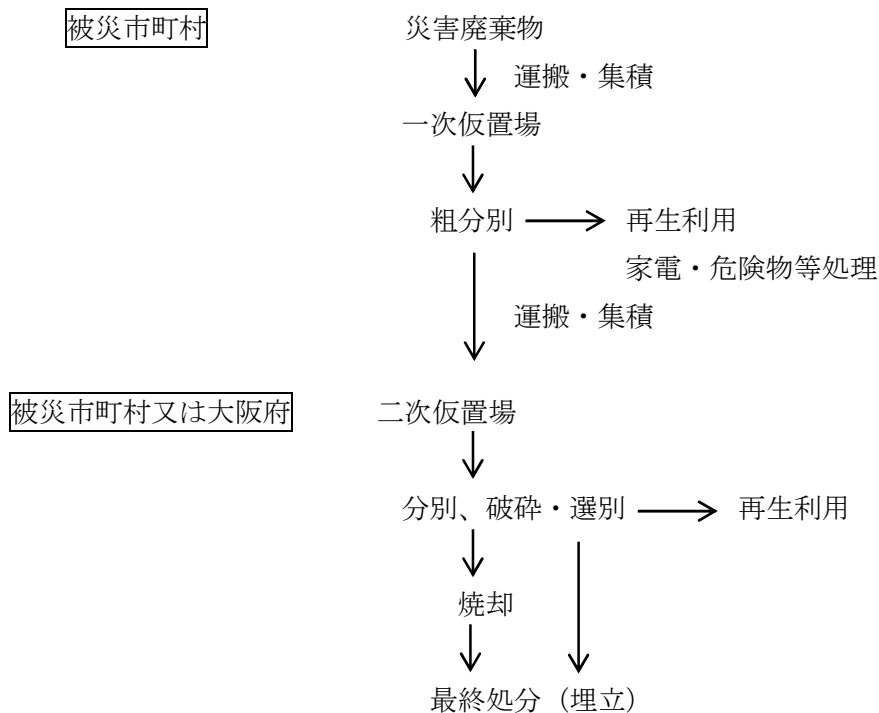 被災市町村
災害廃棄物
運搬・集積
一次仮置場
粗分別
再生利用
家電・危険物等処理
運搬・集積
被災市町村又は大阪府
二次仮置場
分別、破砕・選別
再生利用
焼却
最終処分（埋立）